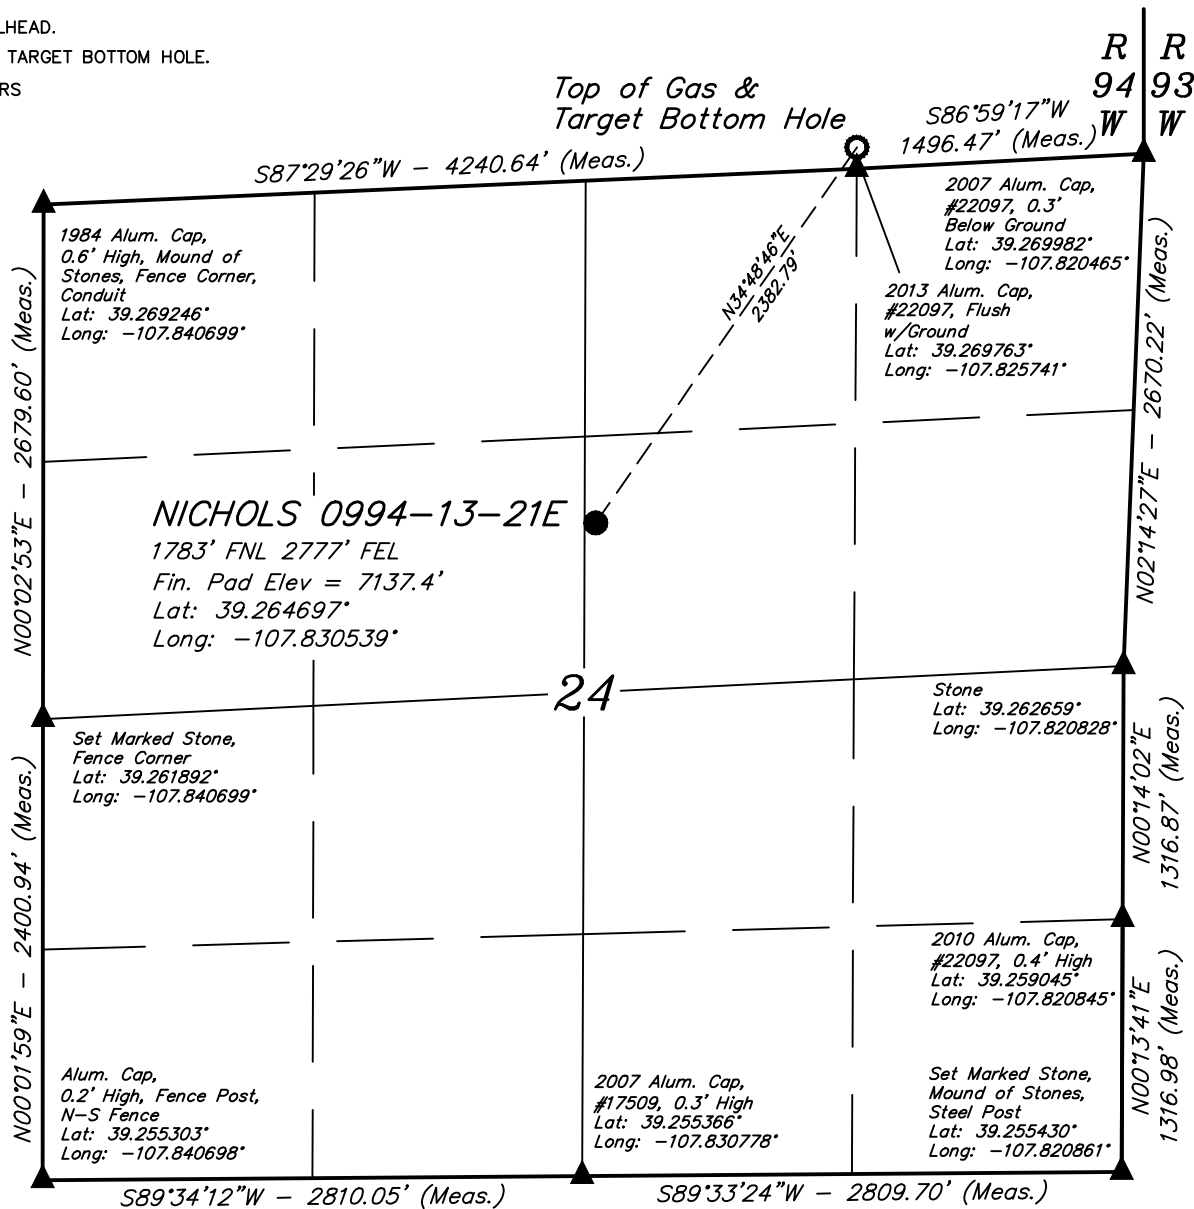 LHEAD.
TARGET BOTTOM HOLE.
RS
R R
94 93
W W
Top of Gas &
Target Bottom Hole
S86°59'17"W
1496.47' (Meas.)
S87°29'26"W – 4240.64' (Meas.)
1984 Alum. Cap,
0.6' High, Mound of
Stones, Fence Corner,
Conduit
Lat: 39.269246°
Long: –107.840699°
2007 Alum. Cap,
#22097, 0.3'
Below Ground
Lat: 39.269982°
Long: –107.820465°
2013 Alum. Cap,
#22097, Flush
w/Ground
Lat: 39.269763°
Long: –107.825741°
N34°48'46"E
2382.79'
N00°02'53"E – 2679.60' (Meas.)
N02°14'27"E – 2670.22' (Meas.)
NICHOLS 0994–13–21E
1783' FNL 2777' FEL
Fin. Pad Elev = 7137.4'
Lat: 39.264697°
Long: –107.830539°
24
Stone
Lat: 39.262659°
Long: –107.820828°
Set Marked Stone,
Fence Corner
Lat: 39.261892°
Long: –107.840699°
N00°01'59"E – 2400.94' (Meas.)
N00°14'02"E
1316.87' (Meas.)
2010 Alum. Cap,
#22097, 0.4' High
Lat: 39.259045°
Long: –107.820845°
N00°13'41"E
1316.98' (Meas.)
Alum. Cap,
0.2' High, Fence Post,
N–S Fence
Lat: 39.255303°
Long: –107.840698°
2007 Alum. Cap,
#17509, 0.3' High
Lat: 39.255366°
Long: –107.830778°
Set Marked Stone,
Mound of Stones,
Steel Post
Lat: 39.255430°
Long: –107.820861°
S89°34'12"W – 2810.05' (Meas.)
S89°33'24"W – 2809.70' (Meas.)